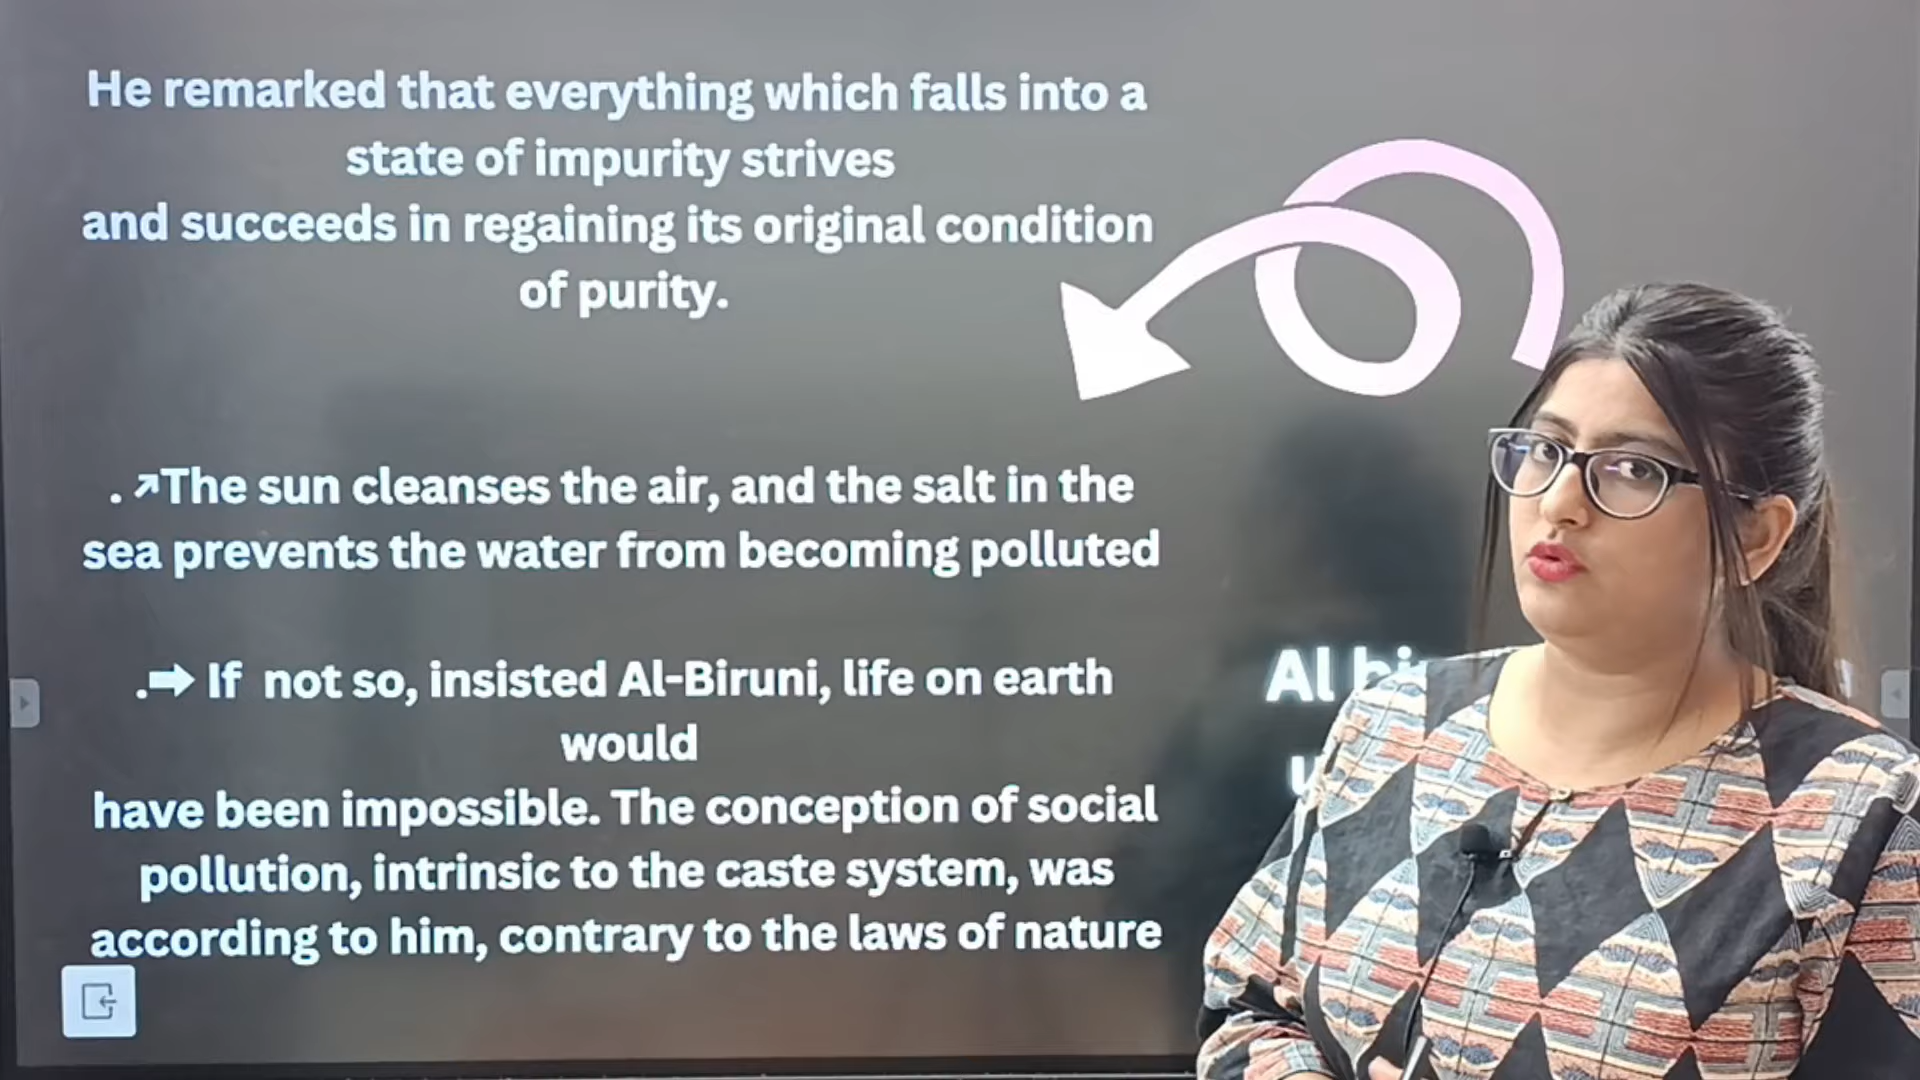 He remarked that everything which falls into a
state of impurity strives
and succeeds in regaining its original condition
of purity.
. ↗The sun cleanses the air, and the salt in the
sea prevents the water from becoming polluted
.➡ If not so, insisted Al-Biruni, life on earth
would
have been impossible. The conception of social
pollution, intrinsic to the caste system, was
according to him, contrary to the laws of nature
Al